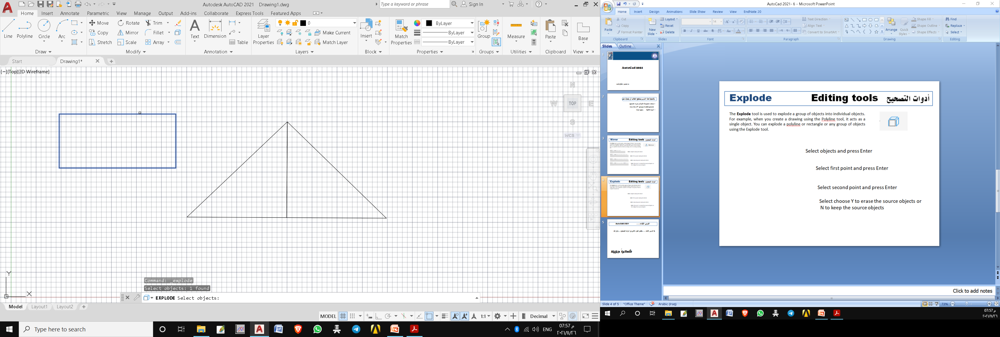 Autodesk AutoCAD 2021 Drawing1.dwg
Type a keyword or phrase
Sign In
Home Insert Annotate Parametric View Manage Output Add-ins Collaborate Express Tools Featured Apps
Line Polyline Circle Arc
Move Rotate Trim
Copy Mirror Fillet
Stretch Scale Array
Text Dimension Table
Layer Properties
0
Make Current
Match Layer
Insert
Match Properties
ByLayer
ByLayer
ByLayer
Group Measure Paste Base
Draw Modify Annotation Layers Block Properties Groups Utilities Clipboard View
Start Drawing1*
[−][Top][2D Wireframe]
N
W TOP E
S
WCS
Y
X
Command: _explode
Select objects: 1 found
EXPLODE Select objects:
Model Layout1 Layout2
MODEL 1:1 Decimal
Type here to search
ENG
07:57 م
٢٠٢١/١١/٢٦
AutoCad 2021- 6 - Microsoft PowerPoint
Home Insert Design Animations Slide Show Review View EndNote 20
Paste
Cut
Copy
Format Painter
New Slide
Layout
Reset
Delete
14
Text Direction
Align Text
Convert to SmartArt
Arrange
Quick Styles
Shape Fill
Shape Outline
Shape Effects
Find
Replace
Select
Clipboard Slides Font Paragraph Drawing Editing
Slides Outline
1
AutoCad 2021
2
3
Mirror Editing tools أدوات التصحيح
4
Explode Editing tools أدوات التصحيح
5
AutoCAD 2021 الدرس القادم ...
شكراً جزيلا
Explode Editing tools أدوات التصحيح
The Explode tool is used to explode a group of objects into individual objects.
For example, when you create a drawing using the Polyline tool, it acts as a
single object. You can explode a polyline or rectangle or any group of objects
using the Explode tool.
Select objects and press Enter
Select first point and press Enter
Select second point and press Enter
Select choose Y to erase the source objects or
N to keep the source objects
Click to add notes
Slide 4 of 5 "Office Theme" Arabic (Iraq) 73%
07:57 م
٢٠٢١/١١/٢٦